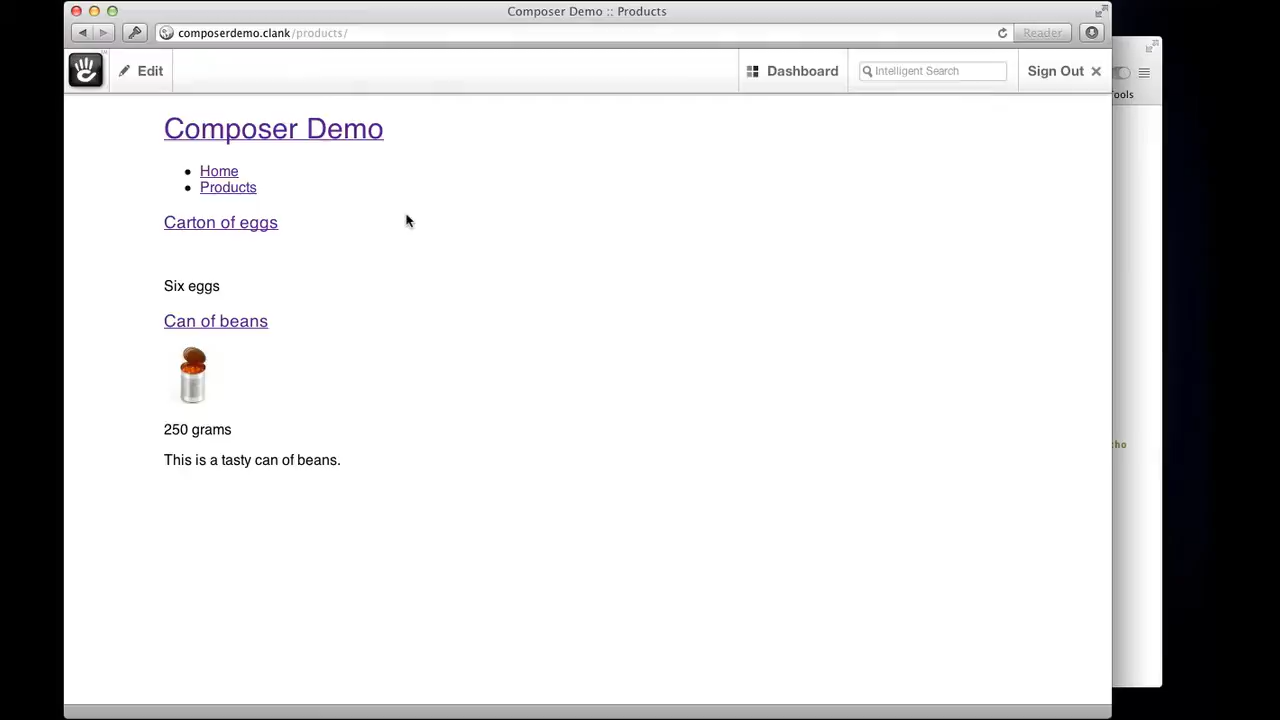 Composer Demo :: Products
composerdemo.clank/products/
Reader
Edit
Dashboard
Intelligent Search
Sign Out
Composer Demo
Home
Products
Carton of eggs
Six eggs
Can of beans
250 grams
This is a tasty can of beans.